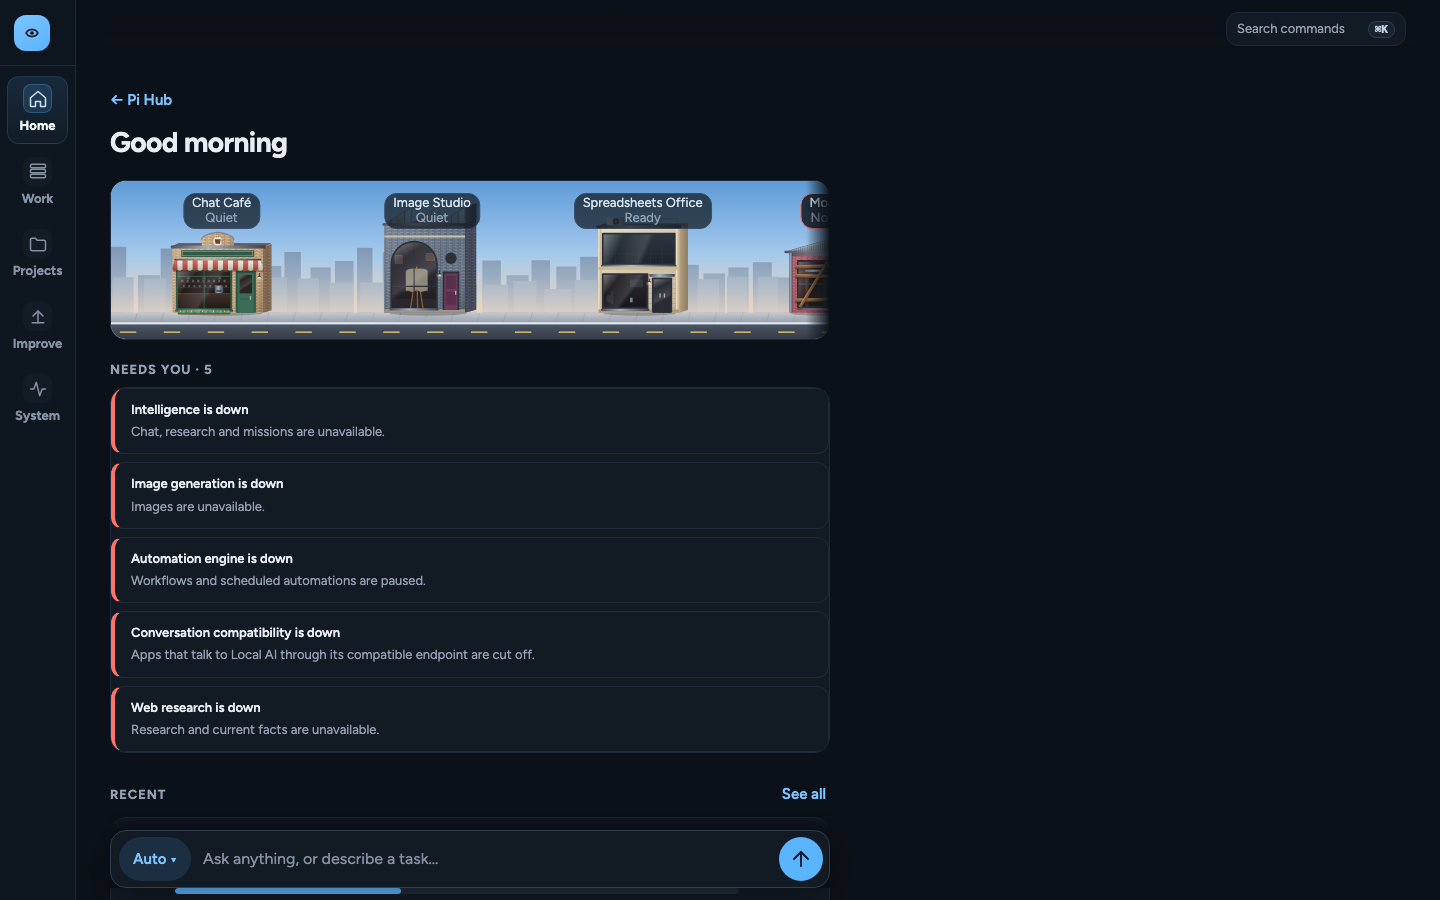 Search commands ⌘K
Home
Work
Projects
Improve
System
← Pi Hub
Good morning
Chat Café
Quiet
Image Studio
Quiet
Spreadsheets Office
Ready
Mo
No
NEEDS YOU · 5
Intelligence is down
Chat, research and missions are unavailable.
Image generation is down
Images are unavailable.
Automation engine is down
Workflows and scheduled automations are paused.
Conversation compatibility is down
Apps that talk to Local AI through its compatible endpoint are cut off.
Web research is down
Research and current facts are unavailable.
RECENT
See all
Auto ▾
Ask anything, or describe a task...